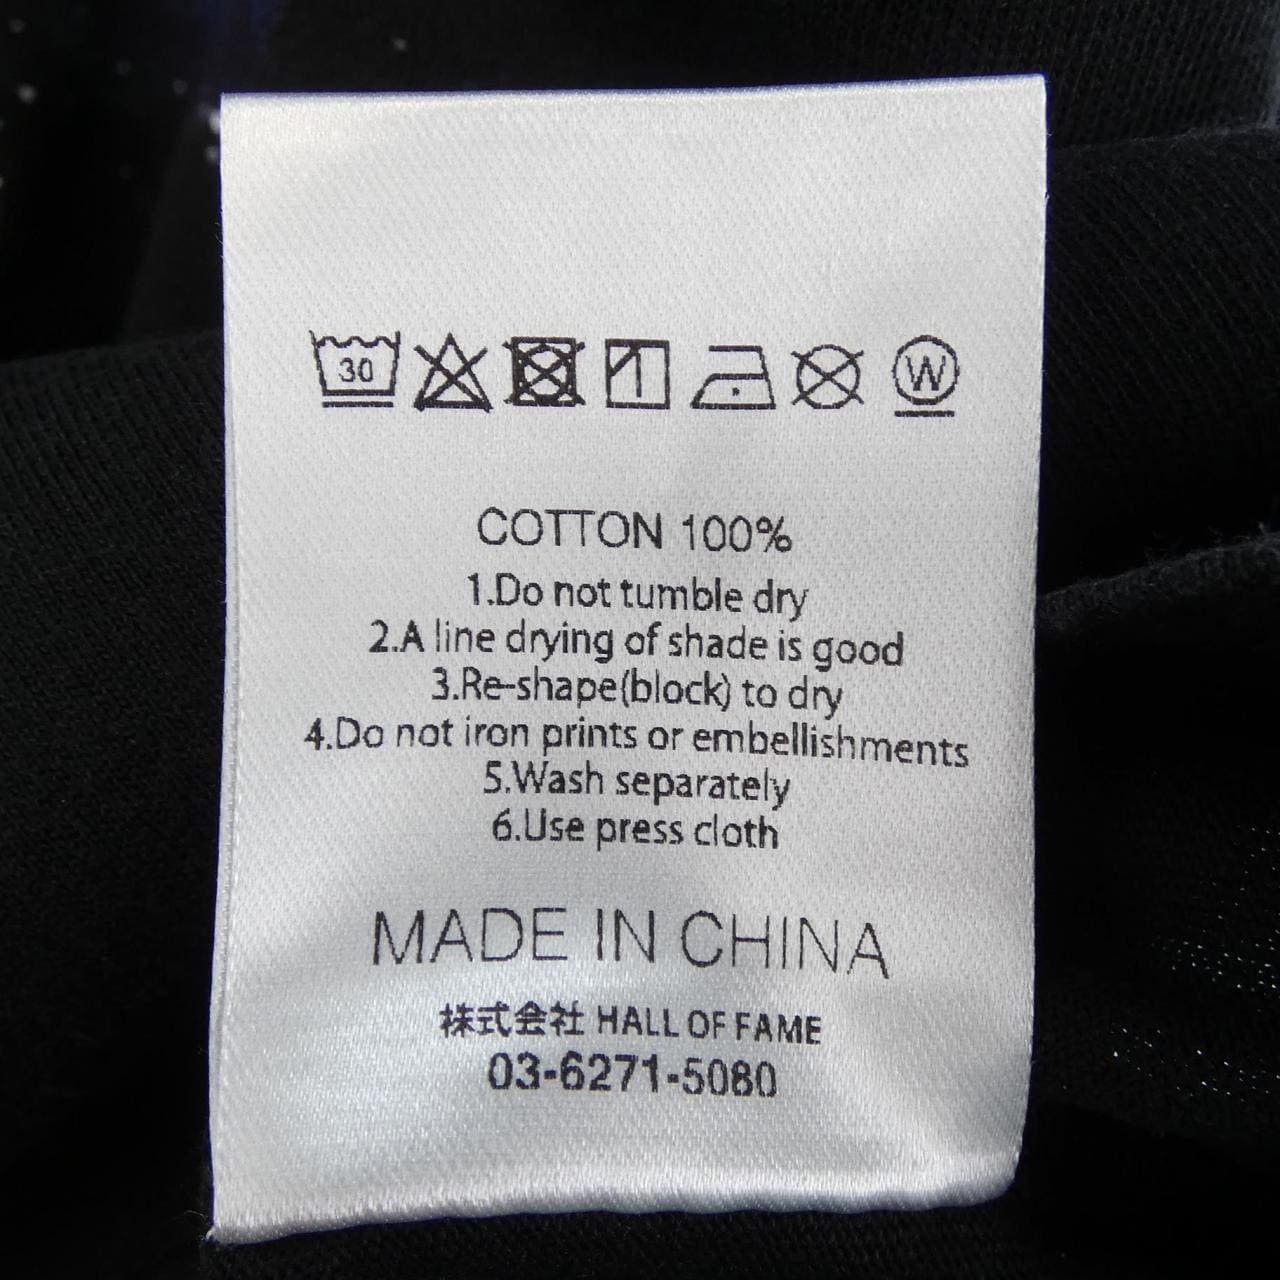 30 W
COTTON 100%
1.Do not tumble dry
2.A line drying of shade is good
3.Re-shape(block) to dry
4.Do not iron prints or embellishments
5.Wash separately
6.Use press cloth
MADE IN CHINA
株式会社 HALL OF FAME
03-6271-5080